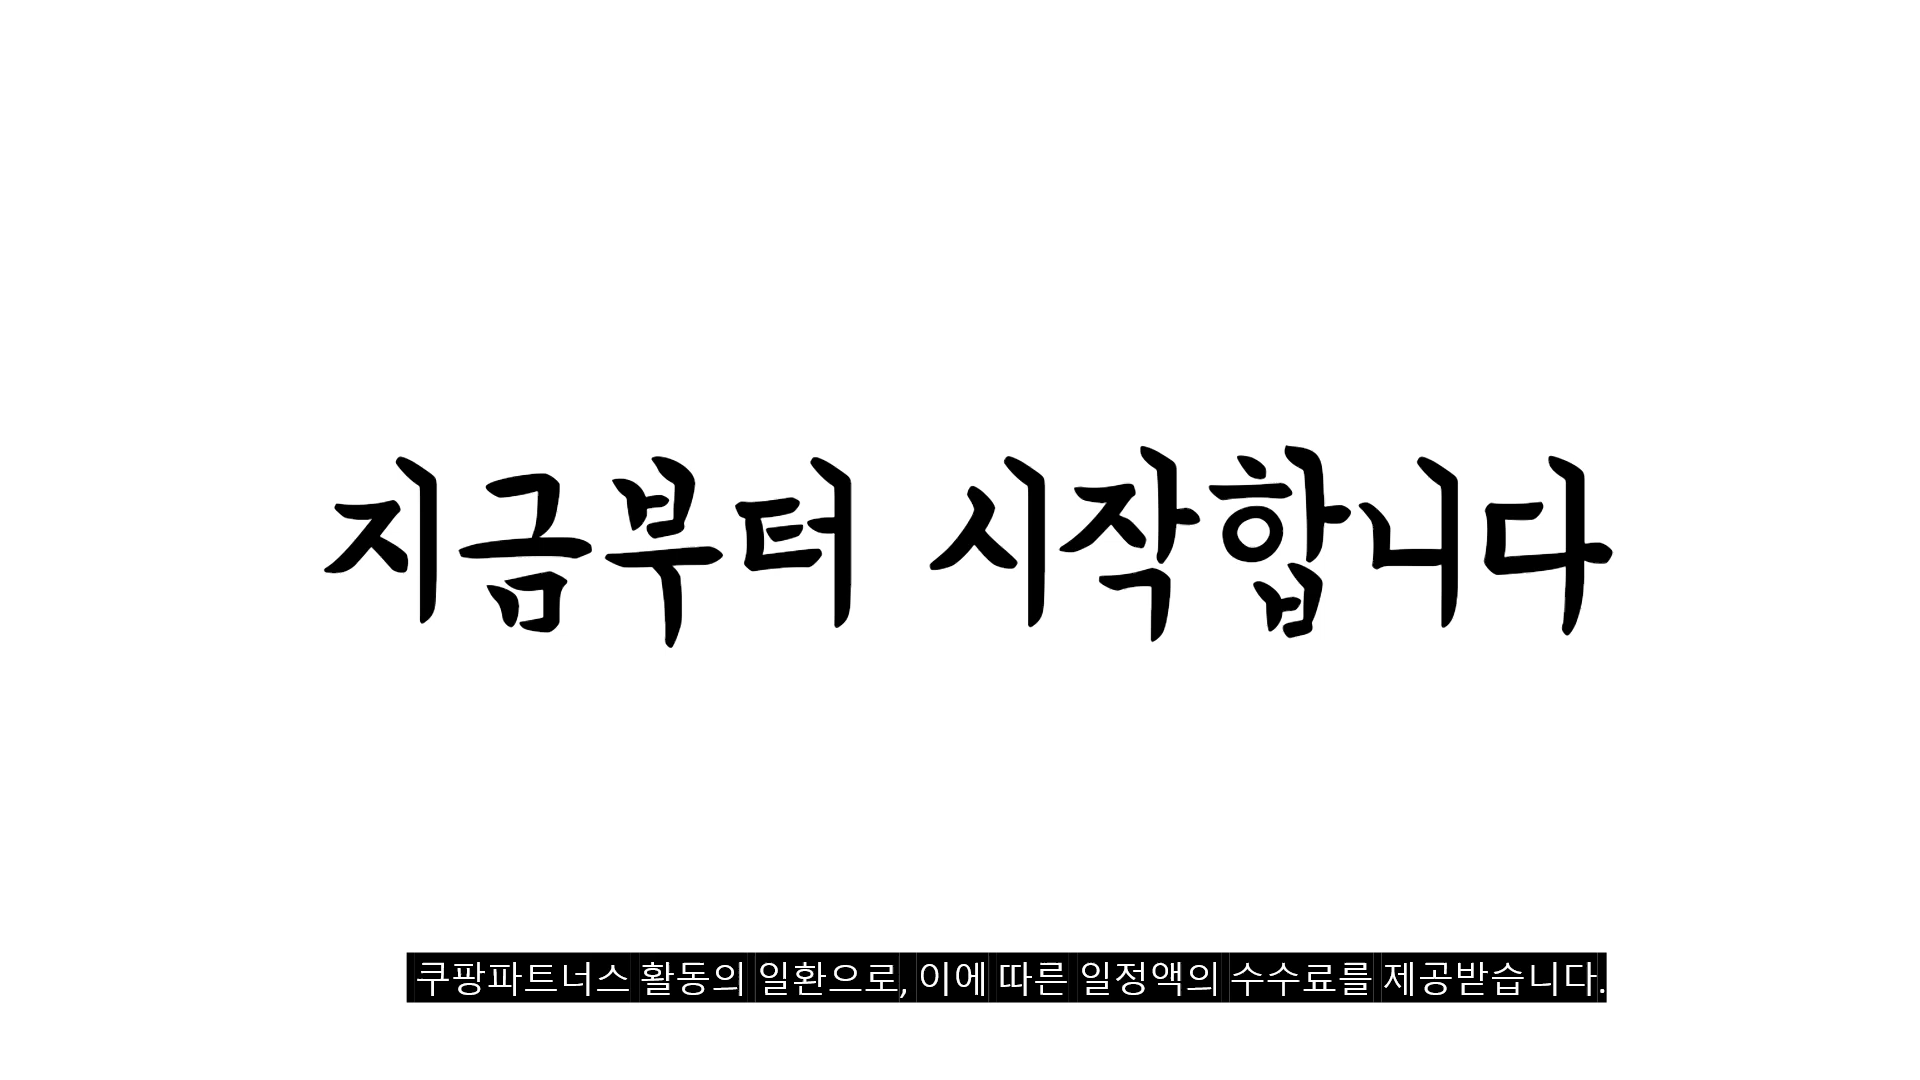 지금부터 시작합니다
쿠팡파트너스 활동의 일환으로, 이에 따른 일정액의 수수료를 제공받습니다.